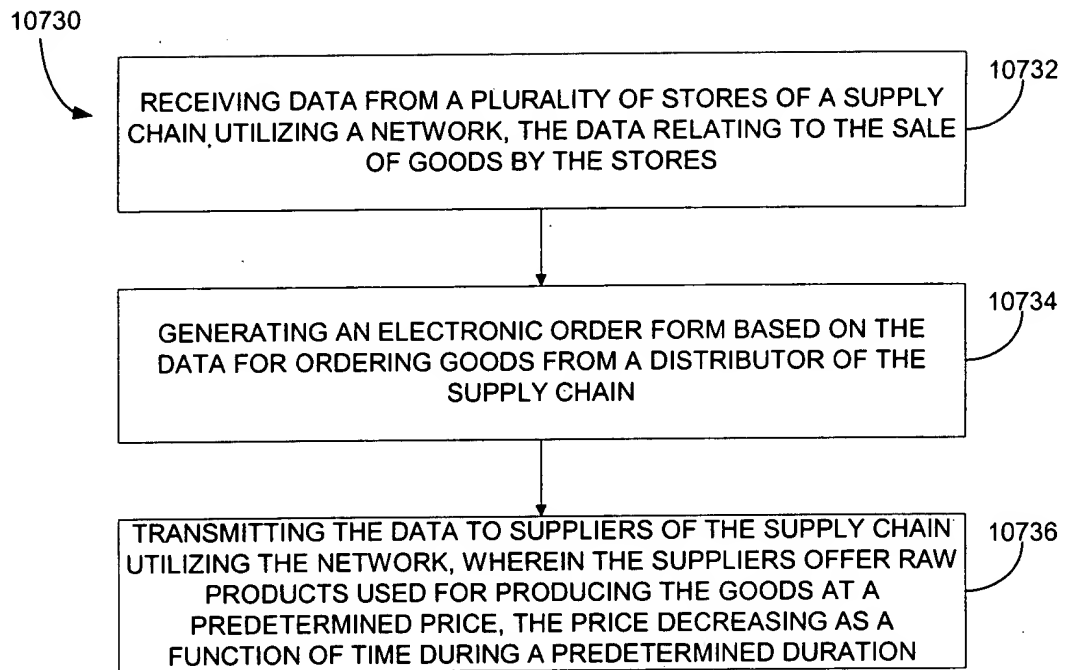 10730
10732
RECEIVING DATA FROM A PLURALITY OF STORES OF A SUPPLY
CHAIN UTILIZING A NETWORK, THE DATA RELATING TO THE SALE
OF GOODS BY THE STORES
10734
GENERATING AN ELECTRONIC ORDER FORM BASED ON THE
DATA FOR ORDERING GOODS FROM A DISTRIBUTOR OF THE
SUPPLY CHAIN
10736
TRANSMITTING THE DATA TO SUPPLIERS OF THE SUPPLY CHAIN
UTILIZING THE NETWORK, WHEREIN THE SUPPLIERS OFFER RAW
PRODUCTS USED FOR PRODUCING THE GOODS AT A
PREDETERMINED PRICE, THE PRICE DECREASING AS A
FUNCTION OF TIME DURING A PREDETERMINED DURATION